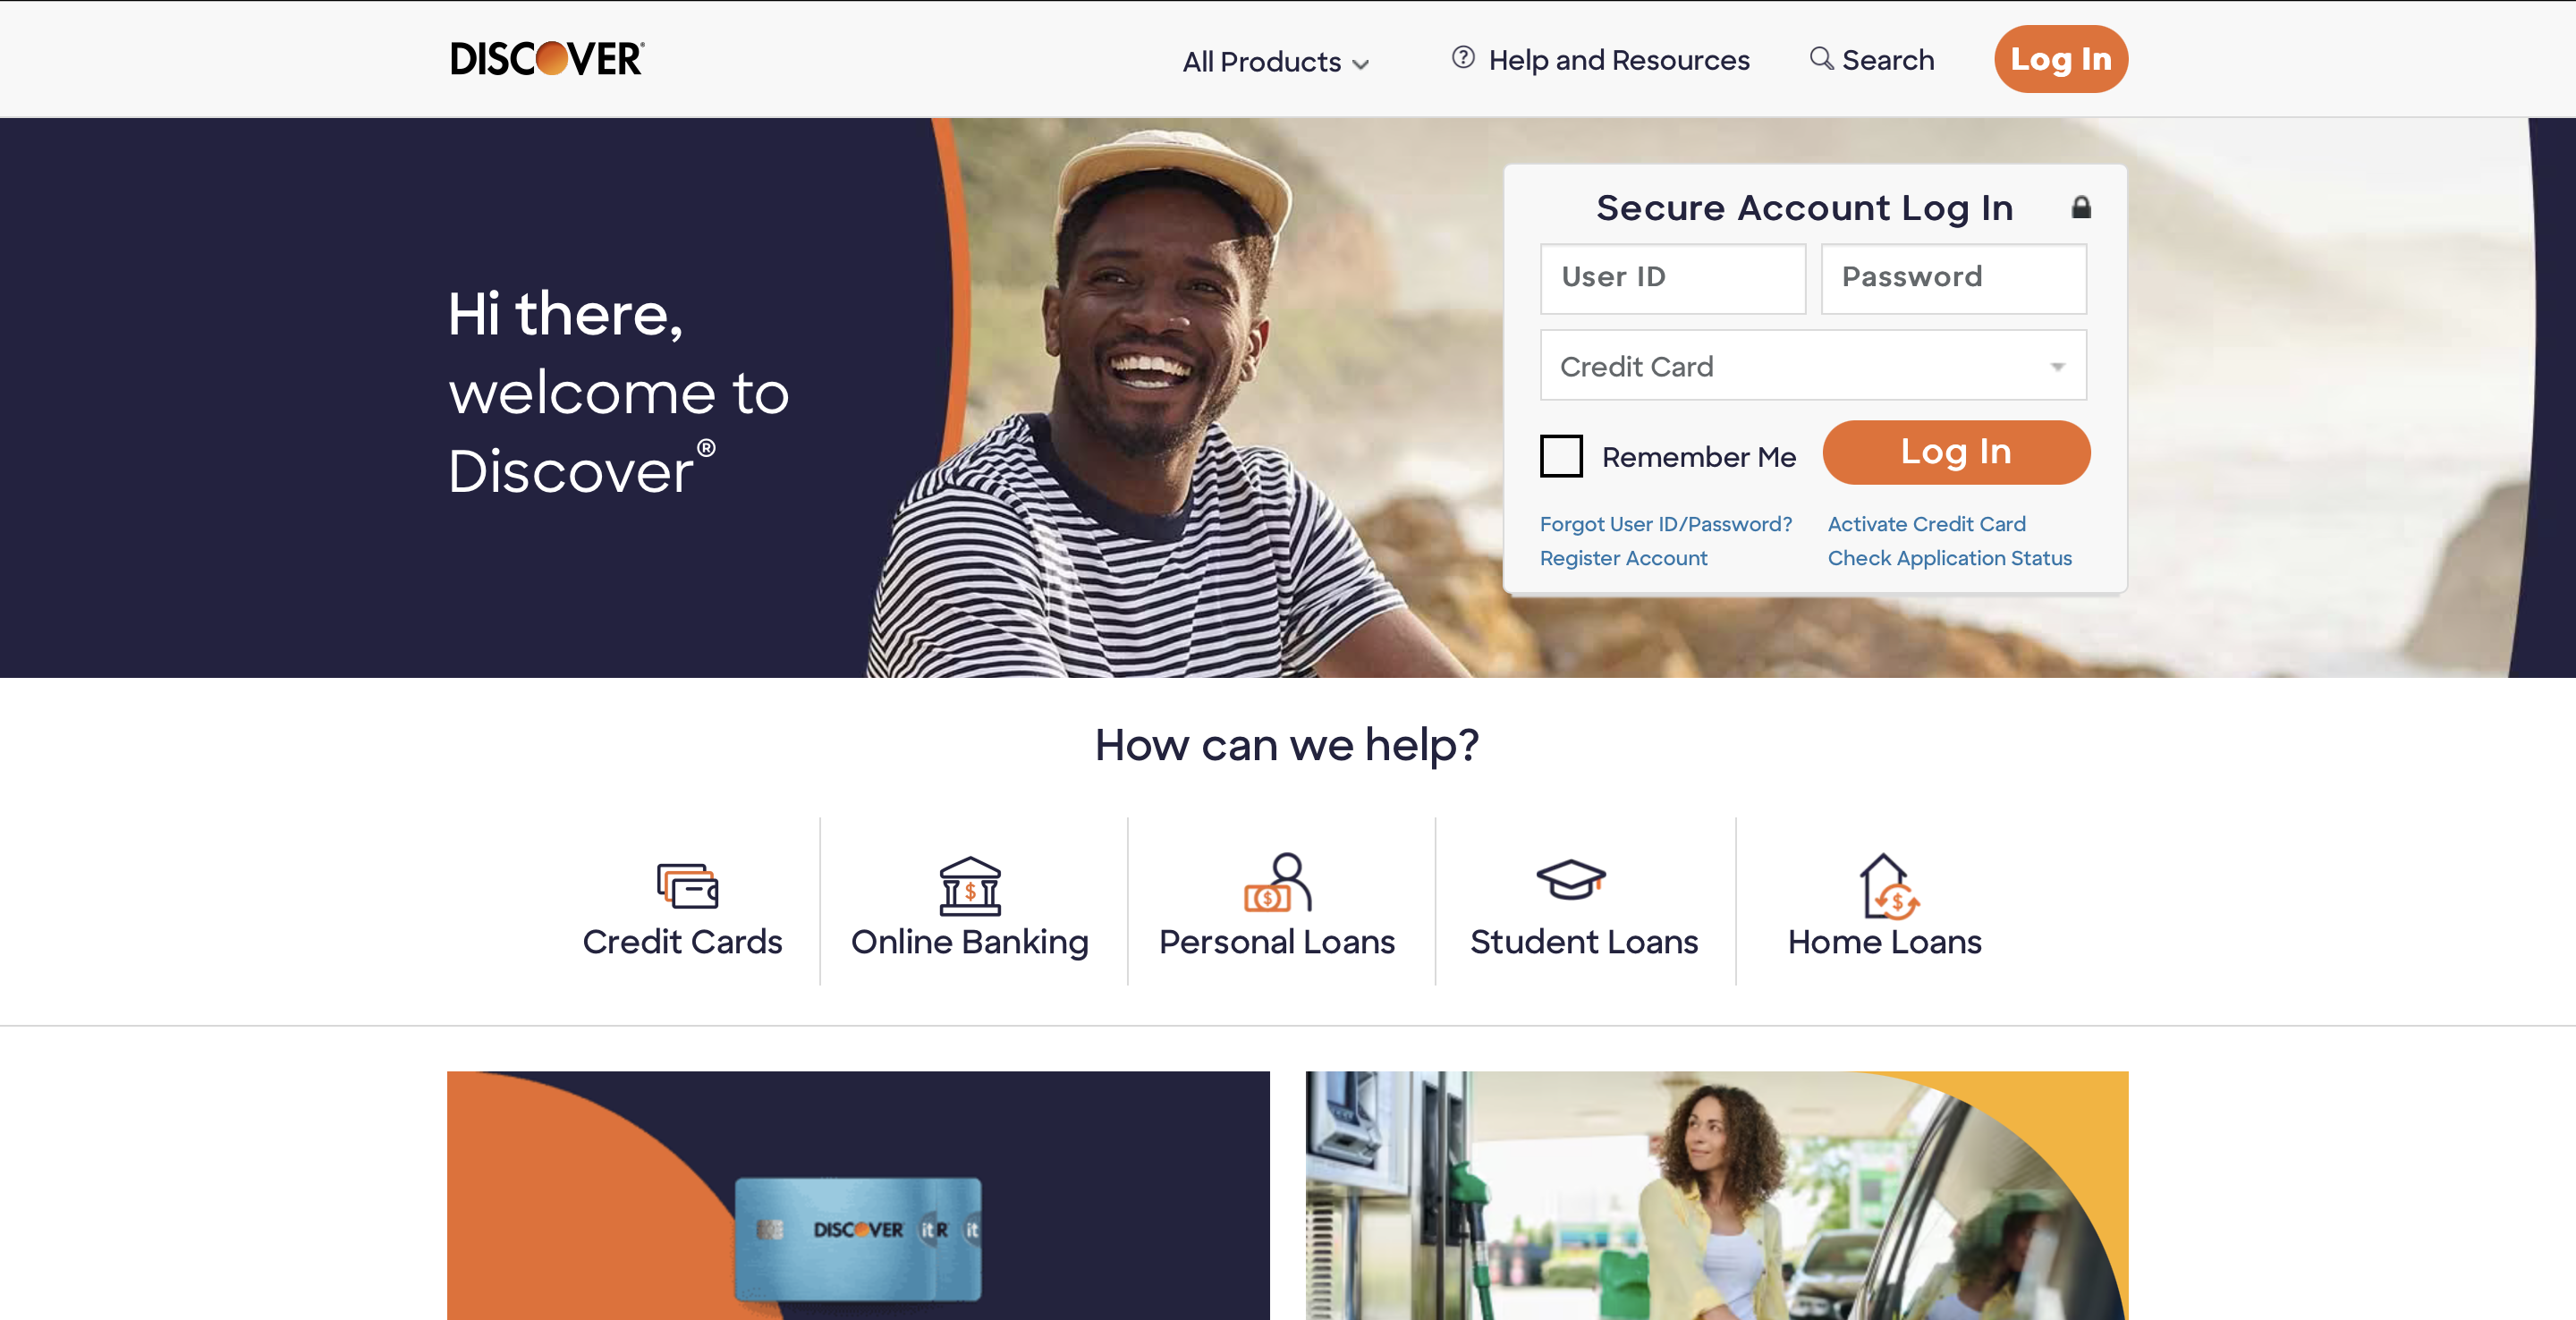 DISCOVER
All Products
Help and Resources
Search
Log In
Hi there,
welcome to
Discover®
Secure Account Log In
User ID
Password
Credit Card
Remember Me
Log In
Forgot User ID/Password?
Activate Credit Card
Register Account
Check Application Status
How can we help?
$
$
$
Credit Cards
Online Banking
Personal Loans
Student Loans
Home Loans
DISCOVER it R it